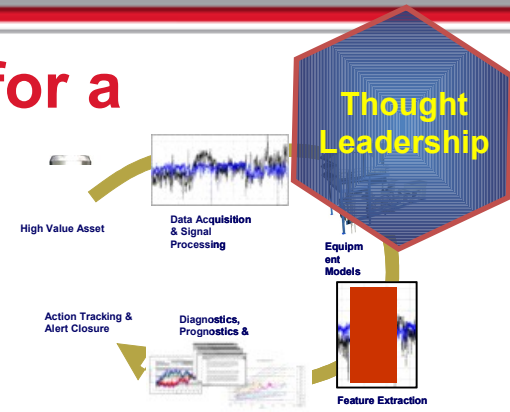 for a
Thought
Leadership
High Value Asset
Data Acquisition
& Signal
Processing
Equipm
ent
Models
Action Tracking &
Alert Closure
Diagnostics,
Prognostics &
Feature Extraction